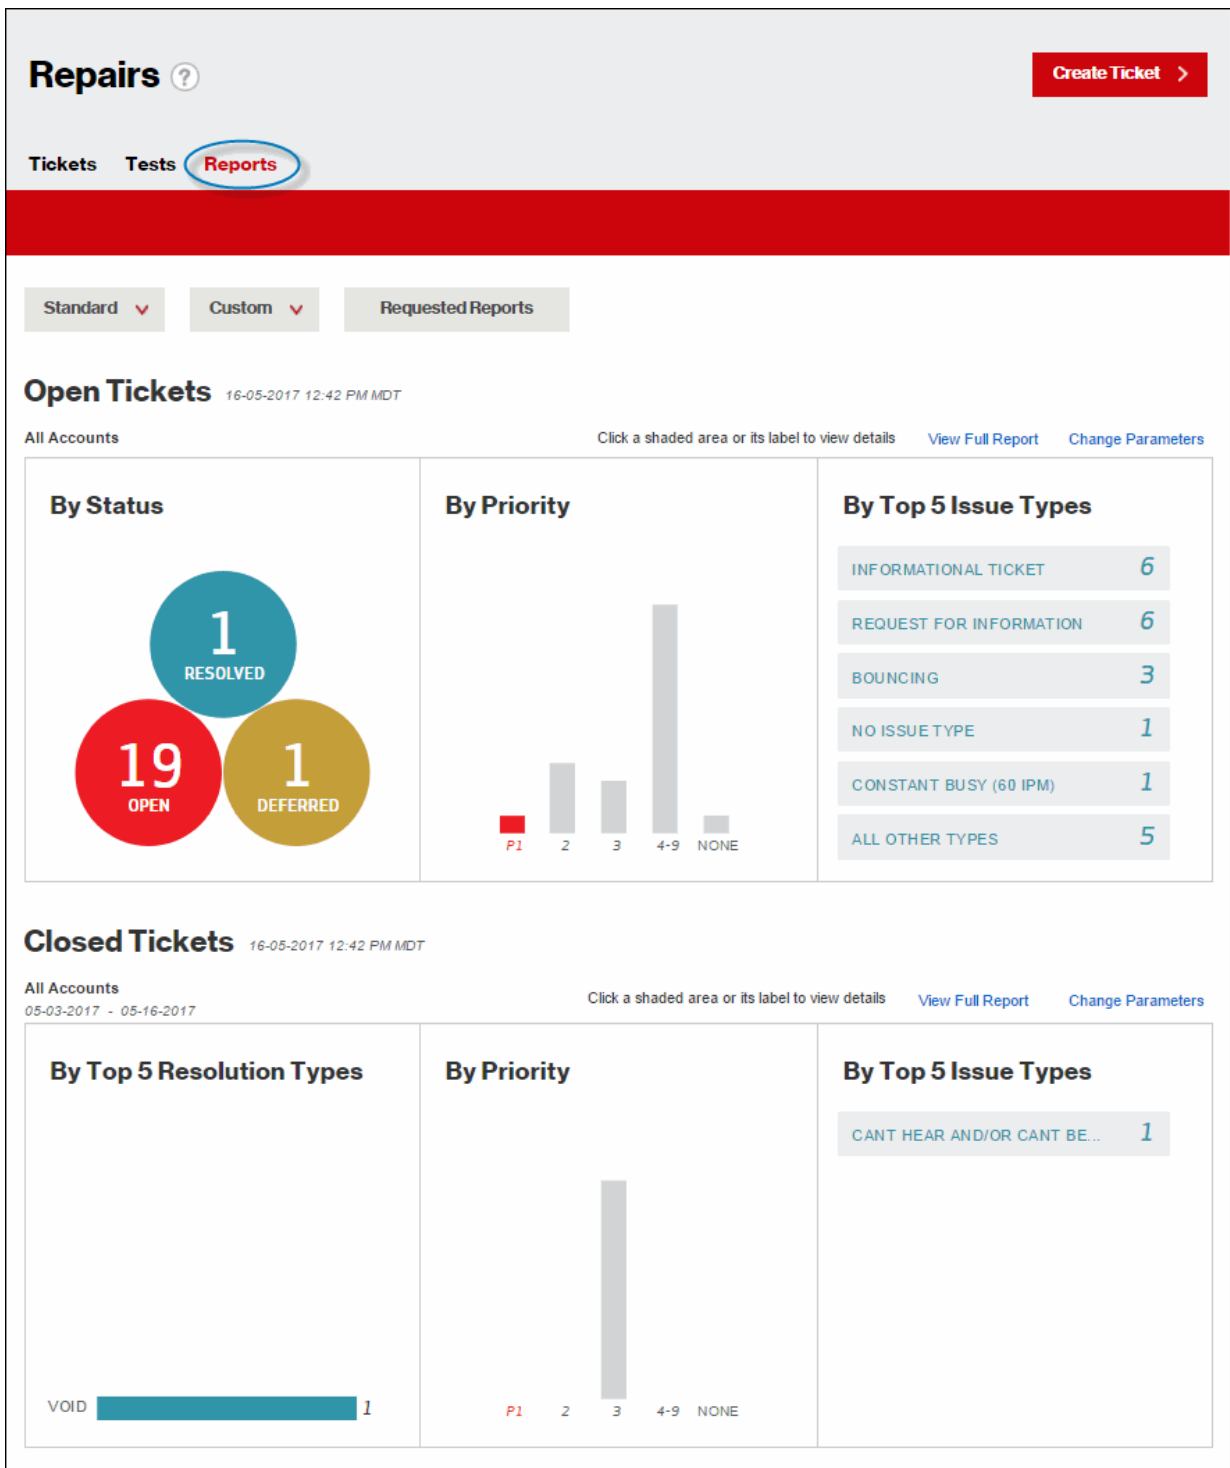 Repairs ?
Create Ticket
Tickets Tests Reports
Standard Custom Requested Reports
Open Tickets 16-05-2017 12:42 PM MDT
All Accounts
Click a shaded area or its label to view details View Full Report Change Parameters
By Status
1
RESOLVED
19
OPEN
1
DEFERRED
By Priority
P1 2 3 4-9 NONE
By Top 5 Issue Types
INFORMATIONAL TICKET 6
REQUEST FOR INFORMATION 6
BOUNCING 3
NO ISSUE TYPE 1
CONSTANT BUSY (60 IPM) 1
ALL OTHER TYPES 5
Closed Tickets 16-05-2017 12:42 PM MDT
All Accounts
05-03-2017 - 05-16-2017
Click a shaded area or its label to view details View Full Report Change Parameters
By Top 5 Resolution Types
VOID 1
By Priority
P1 2 3 4-9 NONE
By Top 5 Issue Types
CANT HEAR AND/OR CANT BE... 1